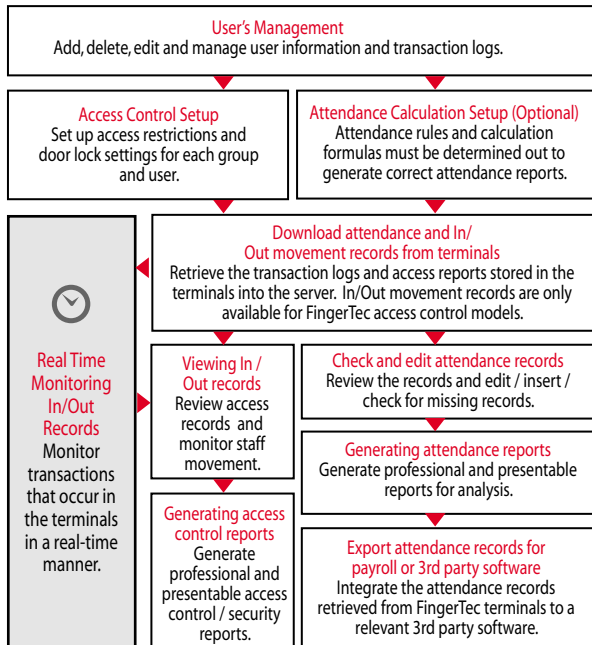 User's Management
Add, delete, edit and manage user information and transaction logs.
Access Control Setup
Set up access restrictions and
door lock settings for each group
and user.
Attendance Calculation Setup (Optional)
Attendance rules and calculation
formulas must be determined out to
generate correct attendance reports.
Download attendance and In/
Out movement records from terminals
Retrieve the transaction logs and access reports stored in the
terminals into the server. In/Out movement records are only
available for FingerTec access control models.
Real Time
Monitoring
In/Out
Records
Monitor
transactions
that occur in
the terminals
in a real-time
manner.
Viewing In /
Out records
Review access
records and
monitor staff
movement.
Check and edit attendance records
Review the records and edit / insert /
check for missing records.
Generating attendance reports
Generate professional and presentable
reports for analysis.
Generating access
control reports
Generate
professional and
presentable access
control / security
reports.
Export attendance records for
payroll or 3rd party software
Integrate the attendance records
retrieved from FingerTec terminals to a
relevant 3rd party software.